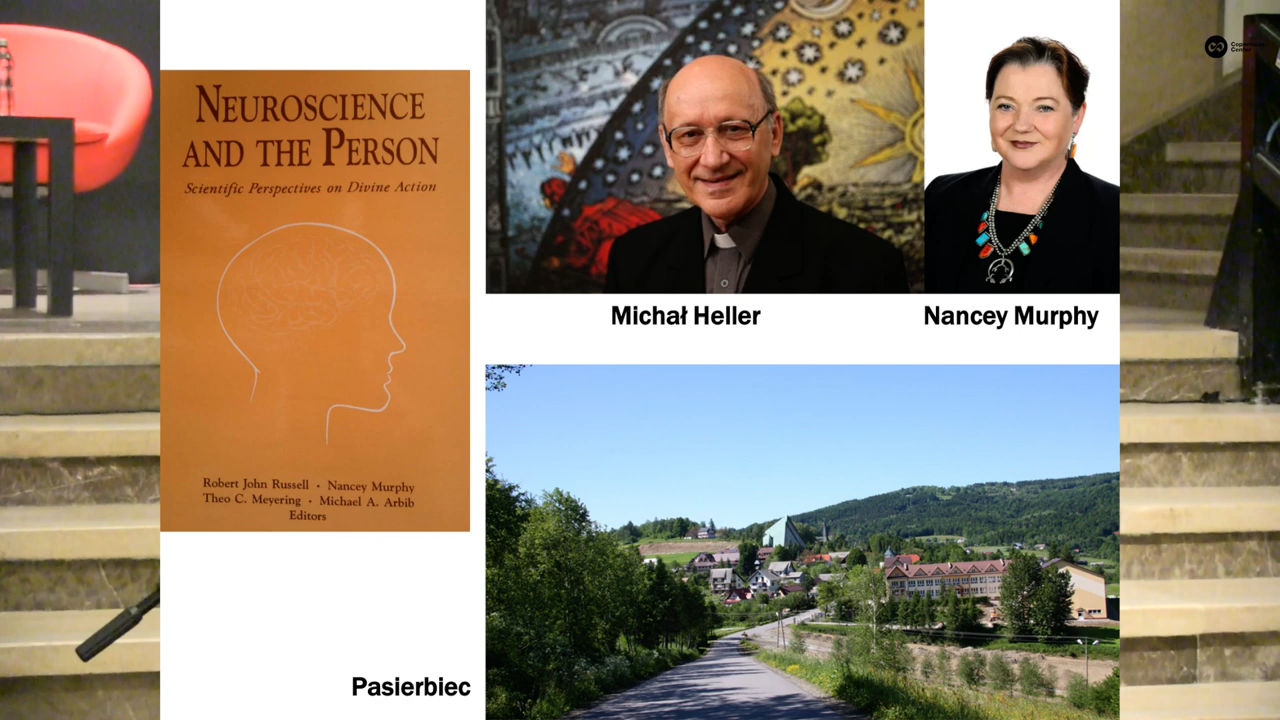 NEUROSCIENCE
AND THE PERSON
Scientific Perspectives on Divine Action
Robert John Russell · Nancey Murphy
Theo C. Meyering · Michael A. Arbib
Editors
Michał Heller
Nancey Murphy
Pasierbiec
Center